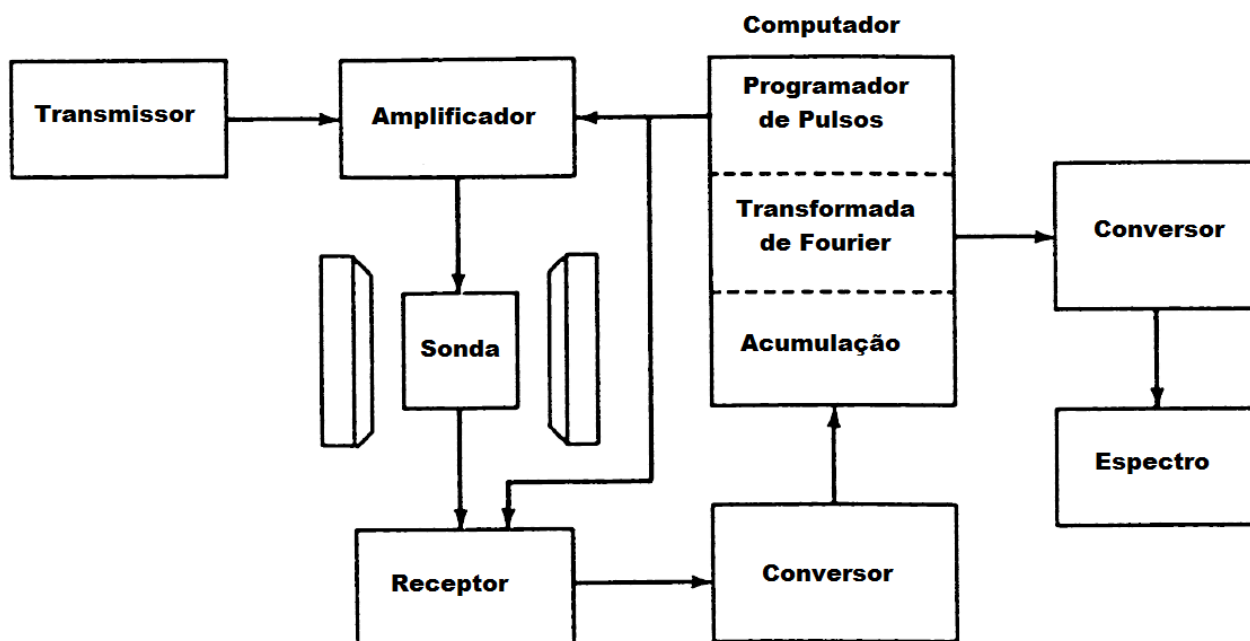 Computador
Transmissor
Amplificador
Programador
de Pulsos
Transformada
de Fourier
Conversor
Sonda
Acumulação
Espectro
Receptor
Conversor